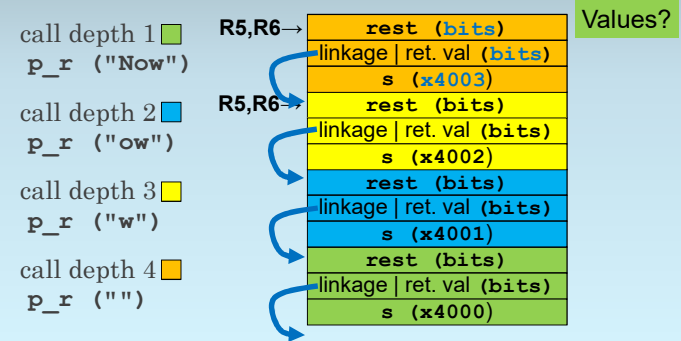 call depth 1
p_r ("Now")
call depth 2
p_r ("ow")
call depth 3
p_r ("w")
call depth 4
p_r ("")
R5,R6→
R5,R6→
rest (bits)
linkage | ret. val (bits)
s (x4003)
rest (bits)
linkage | ret. val (bits)
s (x4002)
rest (bits)
linkage | ret. val (bits)
s (x4001)
rest (bits)
linkage | ret. val (bits)
s (x4000)
Values?